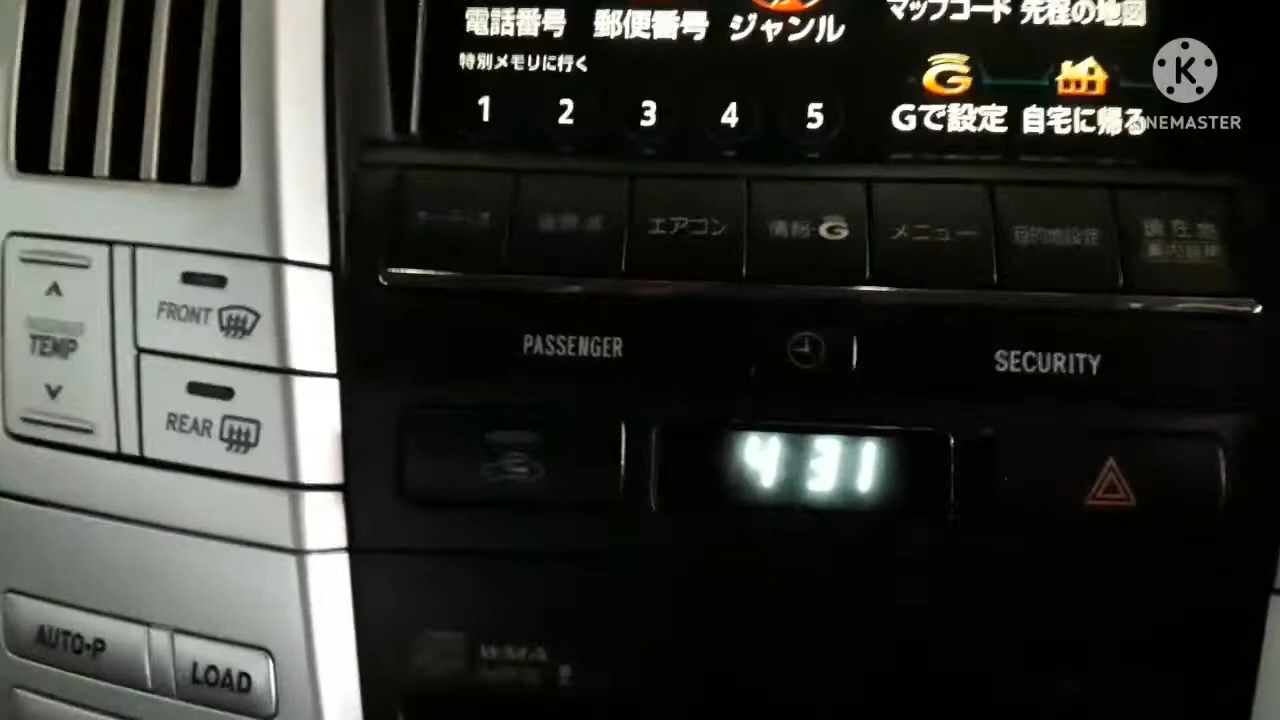 電話番号 郵便番号 ジャンル
マップコード 先程の地図
特別メモリに行く
1 2 3 4 5
Gで設定 自宅に帰る
K
KINEMASTER
エアコン 情報・G メニュー 目的地設定
FRONT
TEMP
REAR
PASSENGER
SECURITY
4 31
AUTO•P
LOAD